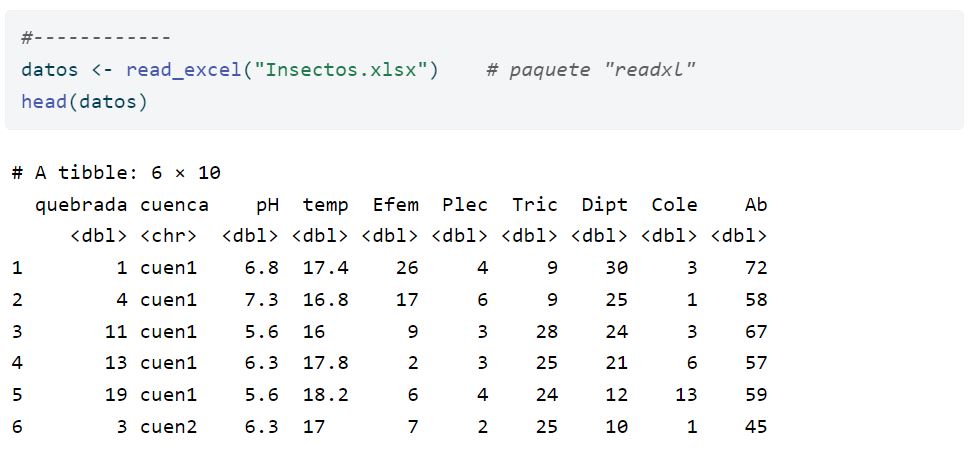 #------------
datos <- read_excel("Insectos.xlsx")    # paquete "readxl"
head(datos)
# A tibble: 6 × 10
  quebrada cuenca    pH  temp  Efem  Plec  Tric  Dipt  Cole    Ab
     <dbl> <chr>  <dbl> <dbl> <dbl> <dbl> <dbl> <dbl> <dbl> <dbl>
1        1 cuen1    6.8  17.4    26     4     9    30     3    72
2        4 cuen1    7.3  16.8    17     6     9    25     1    58
3       11 cuen1    5.6  16       9     3    28    24     3    67
4       13 cuen1    6.3  17.8     2     3    25    21     6    57
5       19 cuen1    5.6  18.2     6     4    24    12    13    59
6        3 cuen2    6.3  17       7     2    25    10     1    45